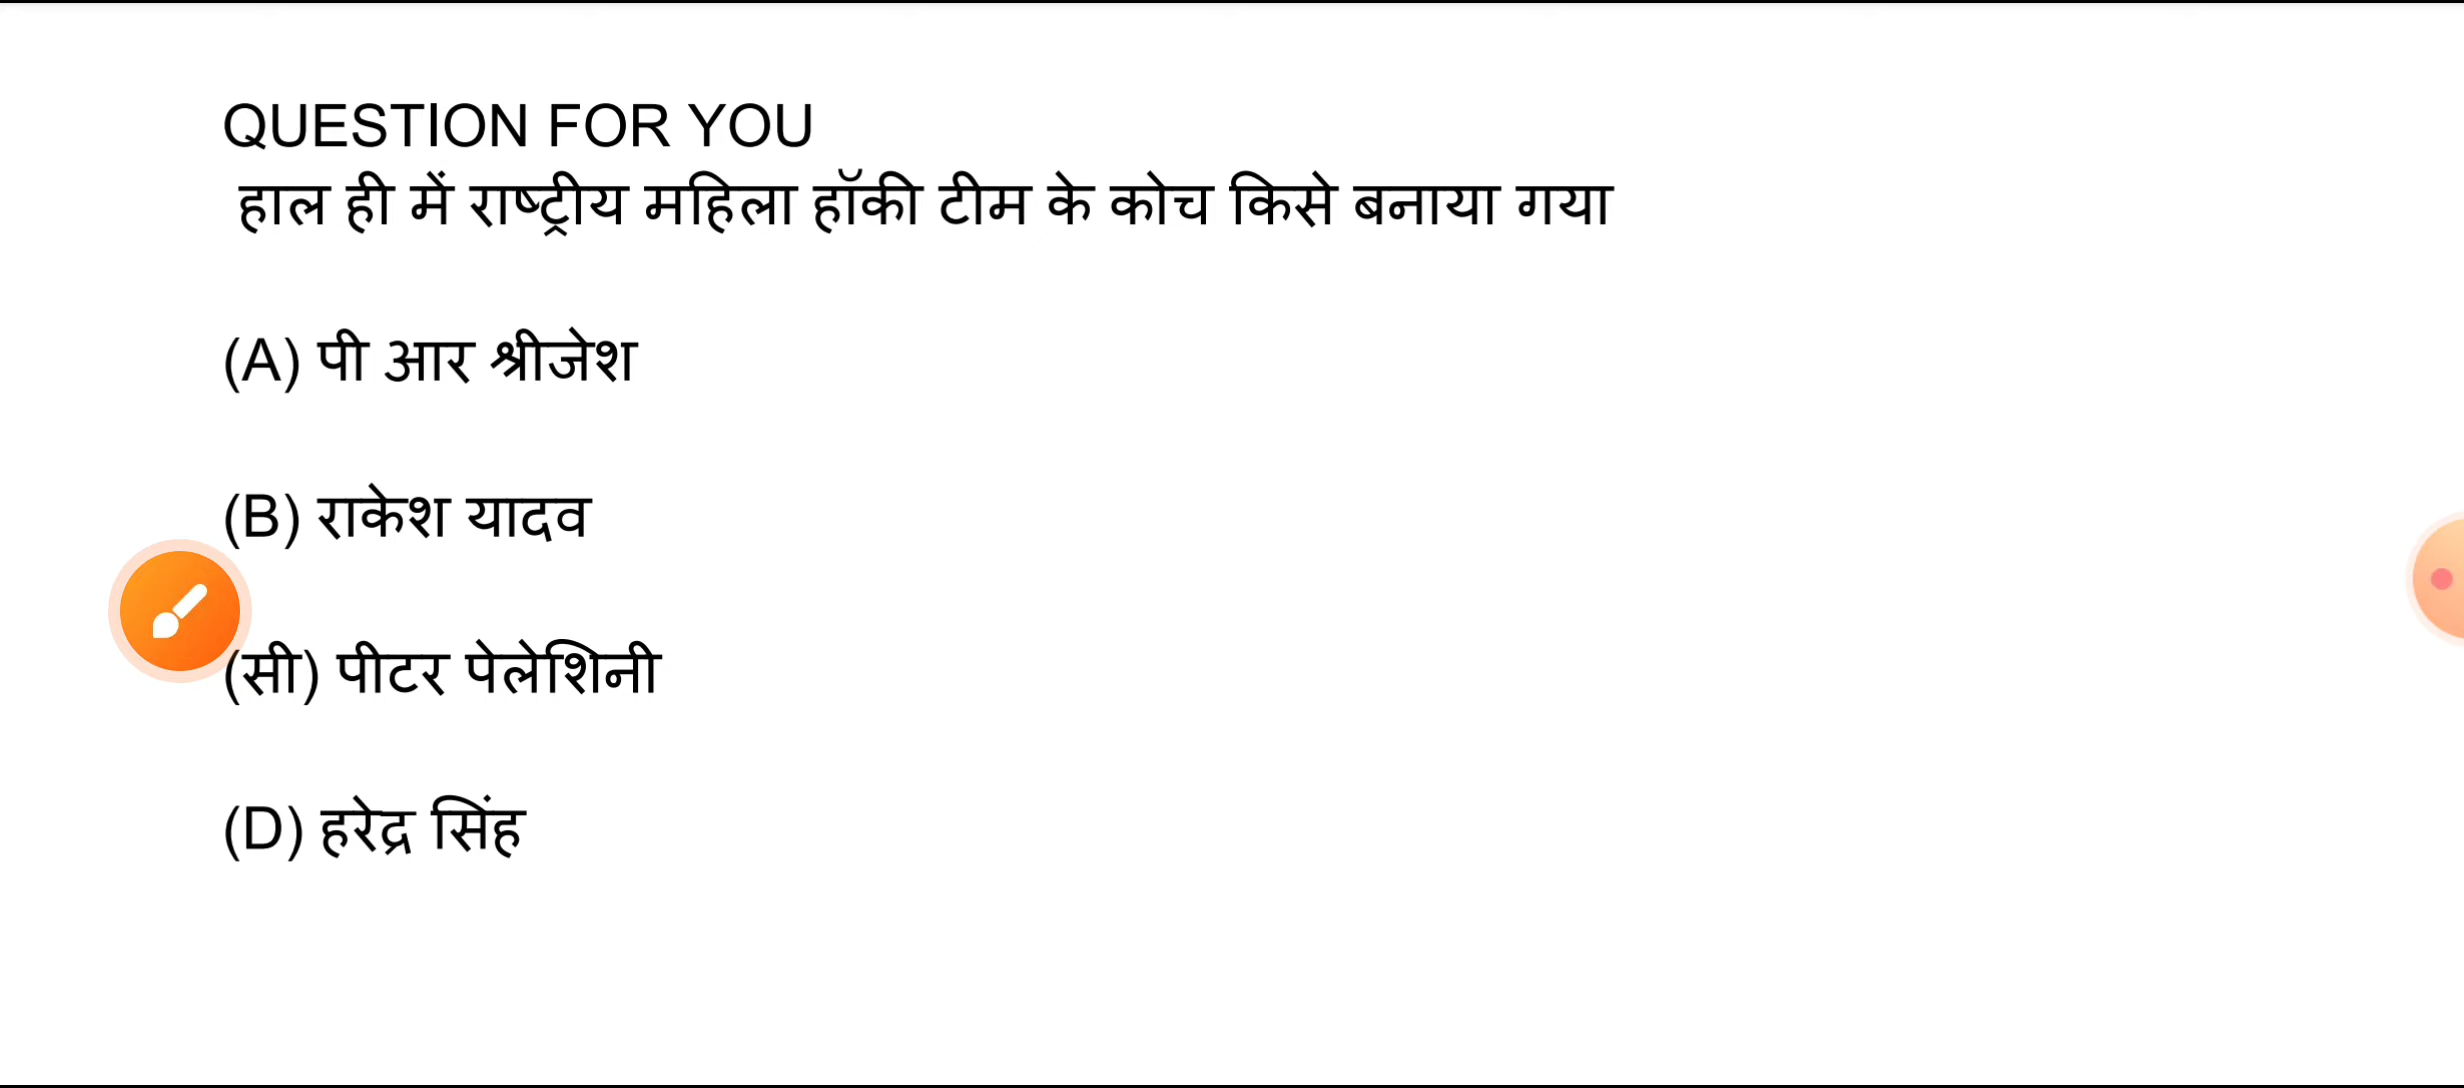 QUESTION FOR YOU
हाल ही में राष्ट्रीय महिला हॉकी टीम के कोच किसे बनाया गया
(A) पी आर श्रीजेश
(B) राकेश यादव
(सी) पीटर पेलेशिनी
(D) हरेद्र सिंह